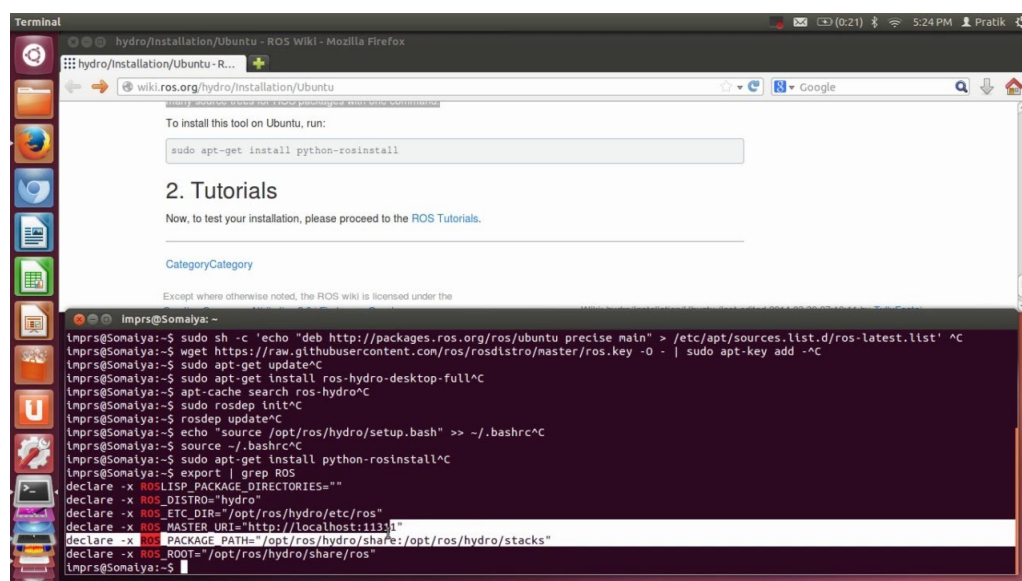 Terminal
(0:21) 5:24 PM Pratik
hydro/Installation/Ubuntu - ROS Wiki - Mozilla Firefox
hydro/Installation/Ubuntu - R...
wiki.ros.org/hydro/Installation/Ubuntu
Google
many source trees for ROS packages with one command.
To install this tool on Ubuntu, run:
sudo apt-get install python-rosinstall
2. Tutorials
Now, to test your installation, please proceed to the ROS Tutorials.
CategoryCategory
Except where otherwise noted, the ROS wiki is licensed under the
imprs@Somaiya: ~
imprs@Somaiya:~$ sudo sh -c 'echo "deb http://packages.ros.org/ros/ubuntu precise main" > /etc/apt/sources.list.d/ros-latest.list' ^C
imprs@Somaiya:~$ wget https://raw.githubusercontent.com/ros/rosdistro/master/ros.key -O - | sudo apt-key add -^C
imprs@Somaiya:~$ sudo apt-get update^C
imprs@Somaiya:~$ sudo apt-get install ros-hydro-desktop-full^C
imprs@Somaiya:~$ apt-cache search ros-hydro^C
imprs@Somaiya:~$ sudo rosdep init^C
imprs@Somaiya:~$ rosdep update^C
imprs@Somaiya:~$ echo "source /opt/ros/hydro/setup.bash" >> ~/.bashrc^C
imprs@Somaiya:~$ source ~/.bashrc^C
imprs@Somaiya:~$ sudo apt-get install python-rosinstall^C
imprs@Somaiya:~$ export | grep ROS
declare -x ROSLISP_PACKAGE_DIRECTORIES=""
declare -x ROS_DISTRO="hydro"
declare -x ROS_ETC_DIR="/opt/ros/hydro/etc/ros"
declare -x ROS_MASTER_URI="http://localhost:11311"
declare -x ROS_PACKAGE_PATH="/opt/ros/hydro/share:/opt/ros/hydro/stacks"
declare -x ROS_ROOT="/opt/ros/hydro/share/ros"
imprs@Somaiya:~$